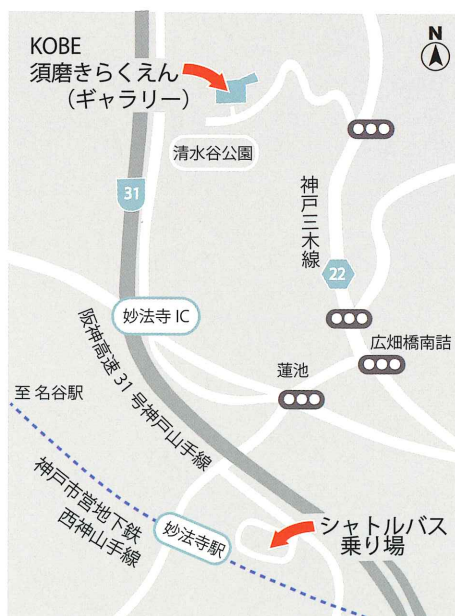 KOBE
須磨きらくえん
（ギャラリー）
N
清水谷公園
31
神戸三木線
22
妙法寺 IC
広畑橋南詰
阪神高速 31 号神戸山手線
蓮池
至 名谷駅
神戸市営地下鉄
西神山手線
妙法寺駅
シャトルバス
乗り場